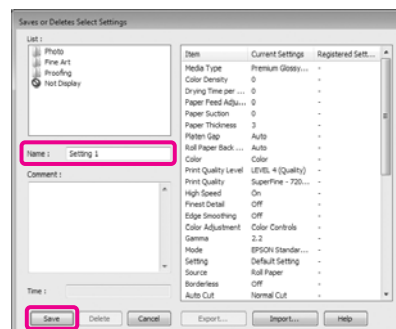 Saves or Deletes Select Settings
List :
Photo
Fine Art
Proofing
Not Display
Name : Setting 1
Comment :
Time :
Item Current Settings Registered Sett...
Media Type Premium Glossy... -
Color Density 0 -
Drying Time per ... 0 -
Paper Feed Adju... 0 -
Paper Suction 0 -
Paper Thickness 3 -
Platen Gap Auto -
Roll Paper Back ... Auto -
Color Color -
Print Quality Level LEVEL 4 (Quality) -
Print Quality SuperFine - 720... -
High Speed On -
Finest Detail Off -
Edge Smoothing Off -
Color Adjustment Color Controls -
Gamma 2.2 -
Mode EPSON Standar... -
Setting Default Setting -
Source Roll Paper -
Borderless Off -
Auto Cut Normal Cut -
Save Delete Cancel Export... Import... Help